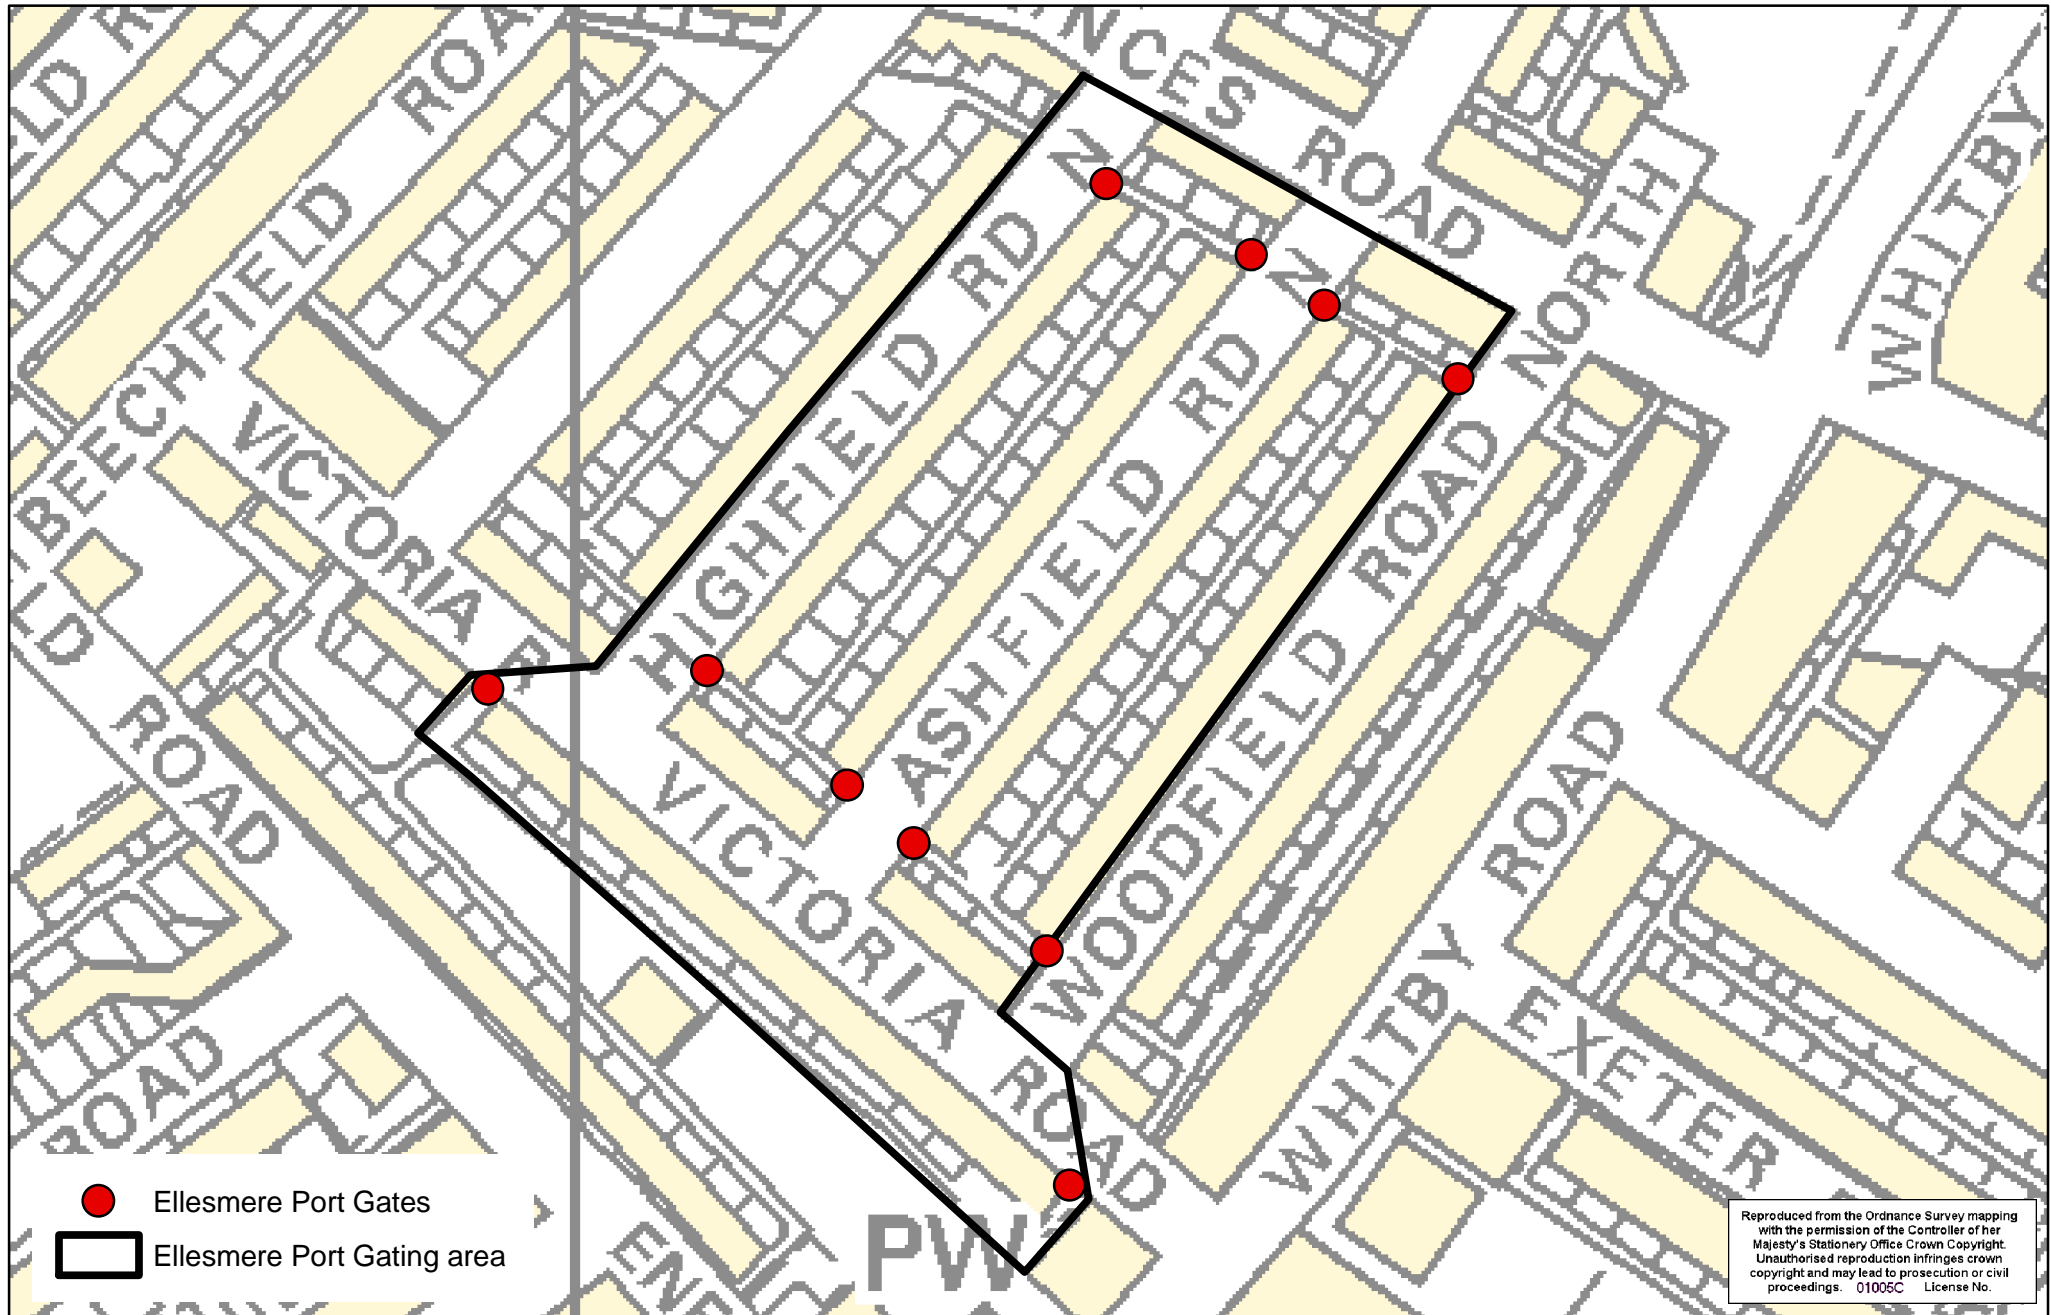 NCES ROAD
ELD R
ROA
WHITBY
NORTH
HIGHFIELD RD
N
N
BEECHFIELD
VICTORIA R
ASHFIELD RD
WOODFIELD ROAD
ELD ROAD
VICTORIA ROAD
WHITBY ROAD
EXETER
ROAD
PW
END
Ellesmere Port Gates
Ellesmere Port Gating area
Reproduced from the Ordnance Survey mapping
with the permission of the Controller of her
Majesty's Stationery Office Crown Copyright.
Unauthorised reproduction infringes crown
copyright and may lead to prosecution or civil
proceedings. 01005C License No.